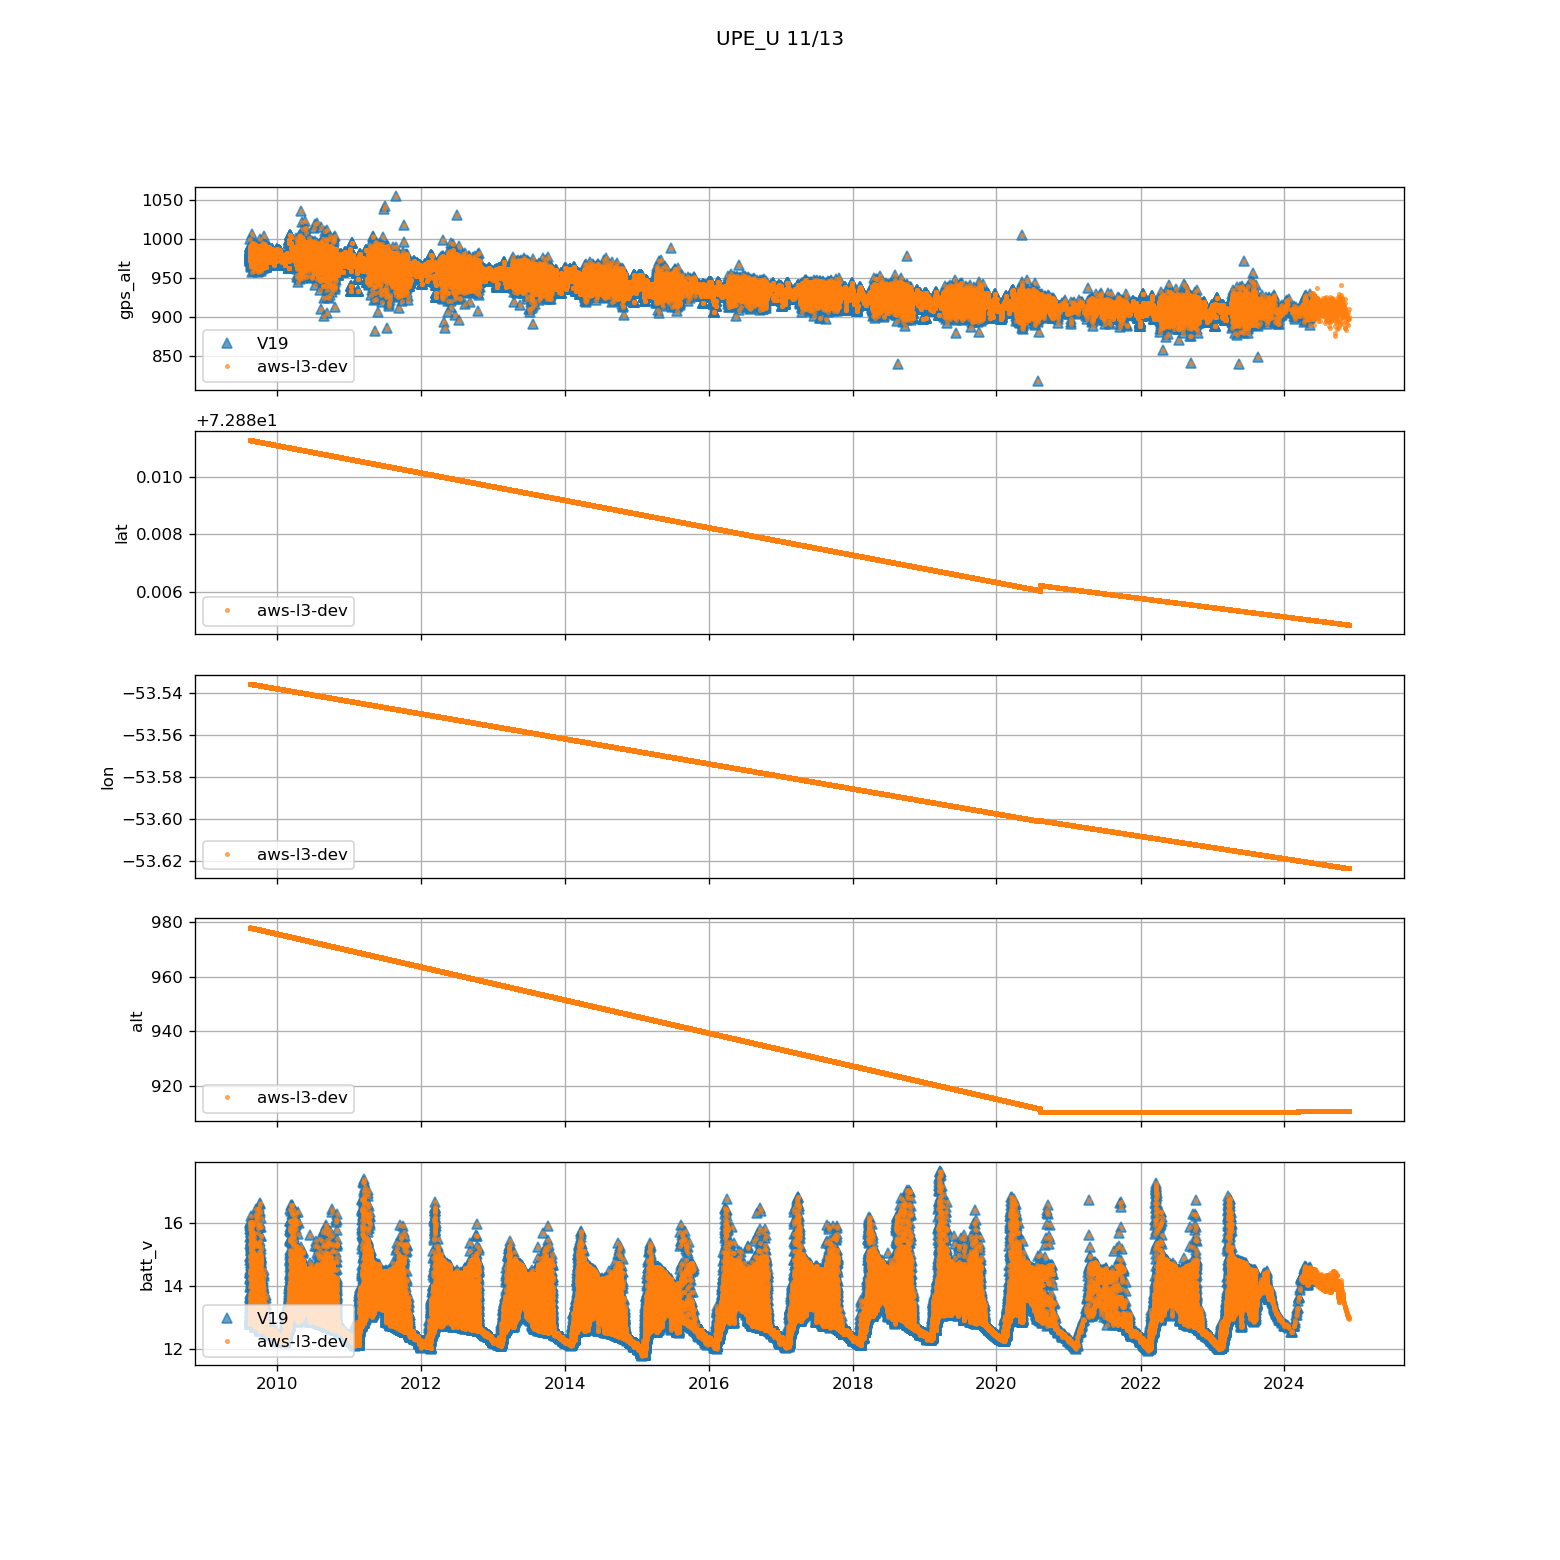 UPE_U 11/13
1050
1000
950
900
850
gps_alt
V19
aws-l3-dev
+7.288e1
0.010
0.008
0.006
lat
aws-l3-dev
−53.54
−53.56
−53.58
−53.60
−53.62
lon
aws-l3-dev
980
960
940
920
alt
aws-l3-dev
16
14
12
batt_v
V19
aws-l3-dev
2010 2012 2014 2016 2018 2020 2022 2024